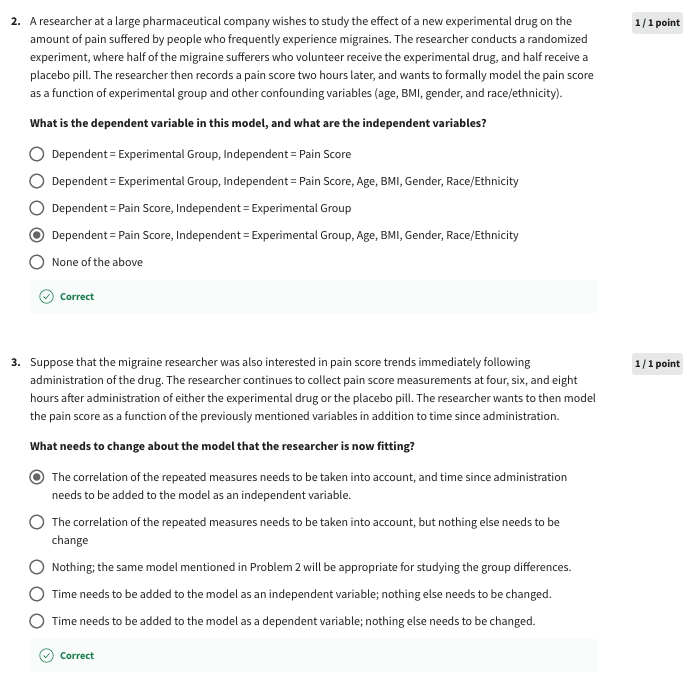 2. A researcher at a large pharmaceutical company wishes to study the effect of a new experimental drug on the
1 / 1 point
amount of pain suffered by people who frequently experience migraines. The researcher conducts a randomized
experiment, where half of the migraine sufferers who volunteer receive the experimental drug, and half receive a
placebo pill. The researcher then records a pain score two hours later, and wants to formally model the pain score
as a function of experimental group and other confounding variables (age, BMI, gender, and race/ethnicity).
What is the dependent variable in this model, and what are the independent variables?
Dependent = Experimental Group, Independent = Pain Score
Dependent = Experimental Group, Independent = Pain Score, Age, BMI, Gender, Race/Ethnicity
Dependent = Pain Score, Independent = Experimental Group
Dependent = Pain Score, Independent = Experimental Group, Age, BMI, Gender, Race/Ethnicity
None of the above
Correct
3. Suppose that the migraine researcher was also interested in pain score trends immediately following
1 / 1 point
administration of the drug. The researcher continues to collect pain score measurements at four, six, and eight
hours after administration of either the experimental drug or the placebo pill. The researcher wants to then model
the pain score as a function of the previously mentioned variables in addition to time since administration.
What needs to change about the model that the researcher is now fitting?
The correlation of the repeated measures needs to be taken into account, and time since administration
needs to be added to the model as an independent variable.
The correlation of the repeated measures needs to be taken into account, but nothing else needs to be
change
Nothing; the same model mentioned in Problem 2 will be appropriate for studying the group differences.
Time needs to be added to the model as an independent variable; nothing else needs to be changed.
Time needs to be added to the model as a dependent variable; nothing else needs to be changed.
Correct